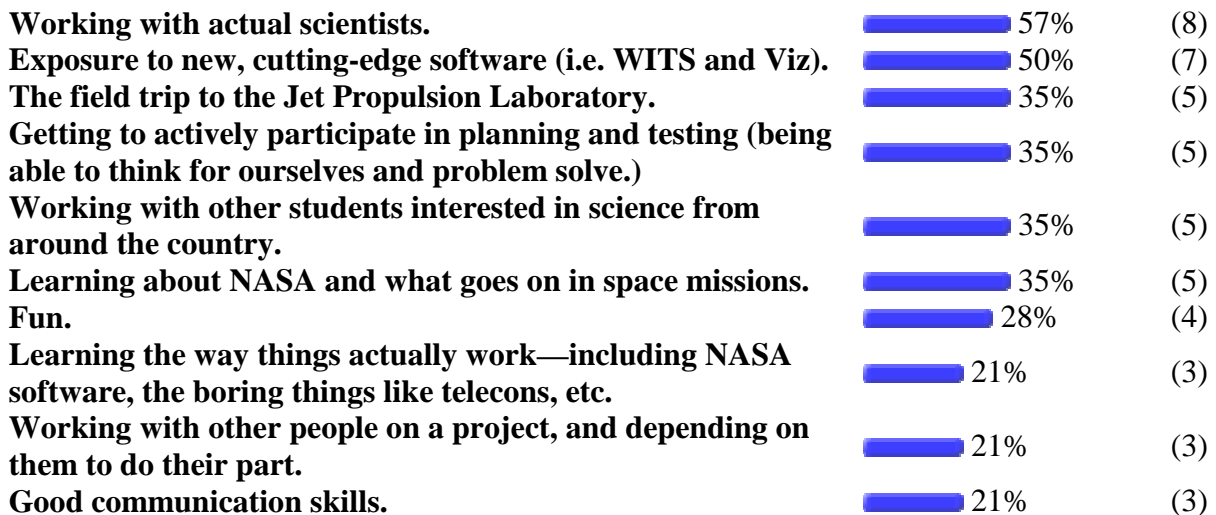 Working with actual scientists. 57% (8)
Exposure to new, cutting-edge software (i.e. WITS and Viz). 50% (7)
The field trip to the Jet Propulsion Laboratory. 35% (5)
Getting to actively participate in planning and testing (being
able to think for ourselves and problem solve.) 35% (5)
Working with other students interested in science from
around the country. 35% (5)
Learning about NASA and what goes on in space missions. 35% (5)
Fun. 28% (4)
Learning the way things actually work—including NASA
software, the boring things like telecons, etc. 21% (3)
Working with other people on a project, and depending on
them to do their part. 21% (3)
Good communication skills. 21% (3)